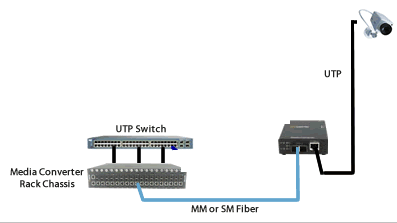 UTP
UTP Switch
Media Converter
Rack Chassis
MM or SM Fiber